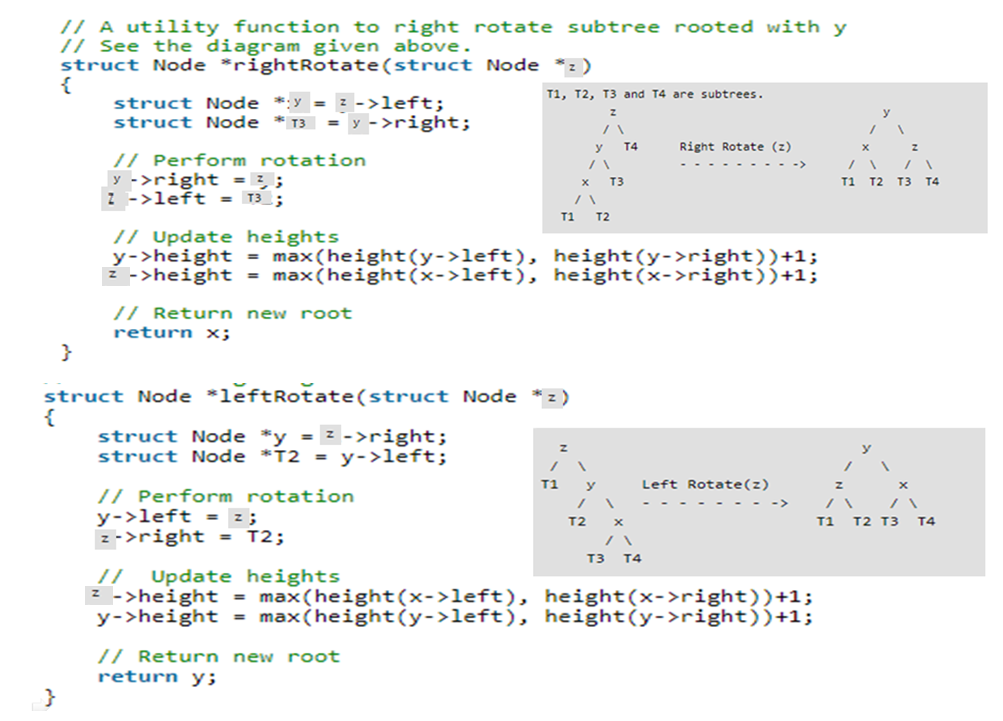 // A utility function to right rotate subtree rooted with y
// See the diagram given above.
struct Node *rightRotate(struct Node *z)
{
struct Node *y = z->left;
struct Node *T3 = y->right;
// Perform rotation
y->right = z;
z->left = T3;
// Update heights
y->height = max(height(y->left), height(y->right))+1;
z->height = max(height(x->left), height(x->right))+1;
// Return new root
return x;
}
T1, T2, T3 and T4 are subtrees.
z y
/ \ / \
y T4 Right Rotate (z) x z
/ \ - - - - - - - - -> / \ / \
x T3 T1 T2 T3 T4
/ \
T1 T2
struct Node *leftRotate(struct Node *z)
{
struct Node *y = z->right;
struct Node *T2 = y->left;
// Perform rotation
y->left = z;
z->right = T2;
// Update heights
z->height = max(height(x->left), height(x->right))+1;
y->height = max(height(y->left), height(y->right))+1;
// Return new root
return y;
}
z y
/ \ / \
T1 y Left Rotate(z) z x
/ \ - - - - - - - -> / \ / \
T2 x T1 T2 T3 T4
/ \
T3 T4